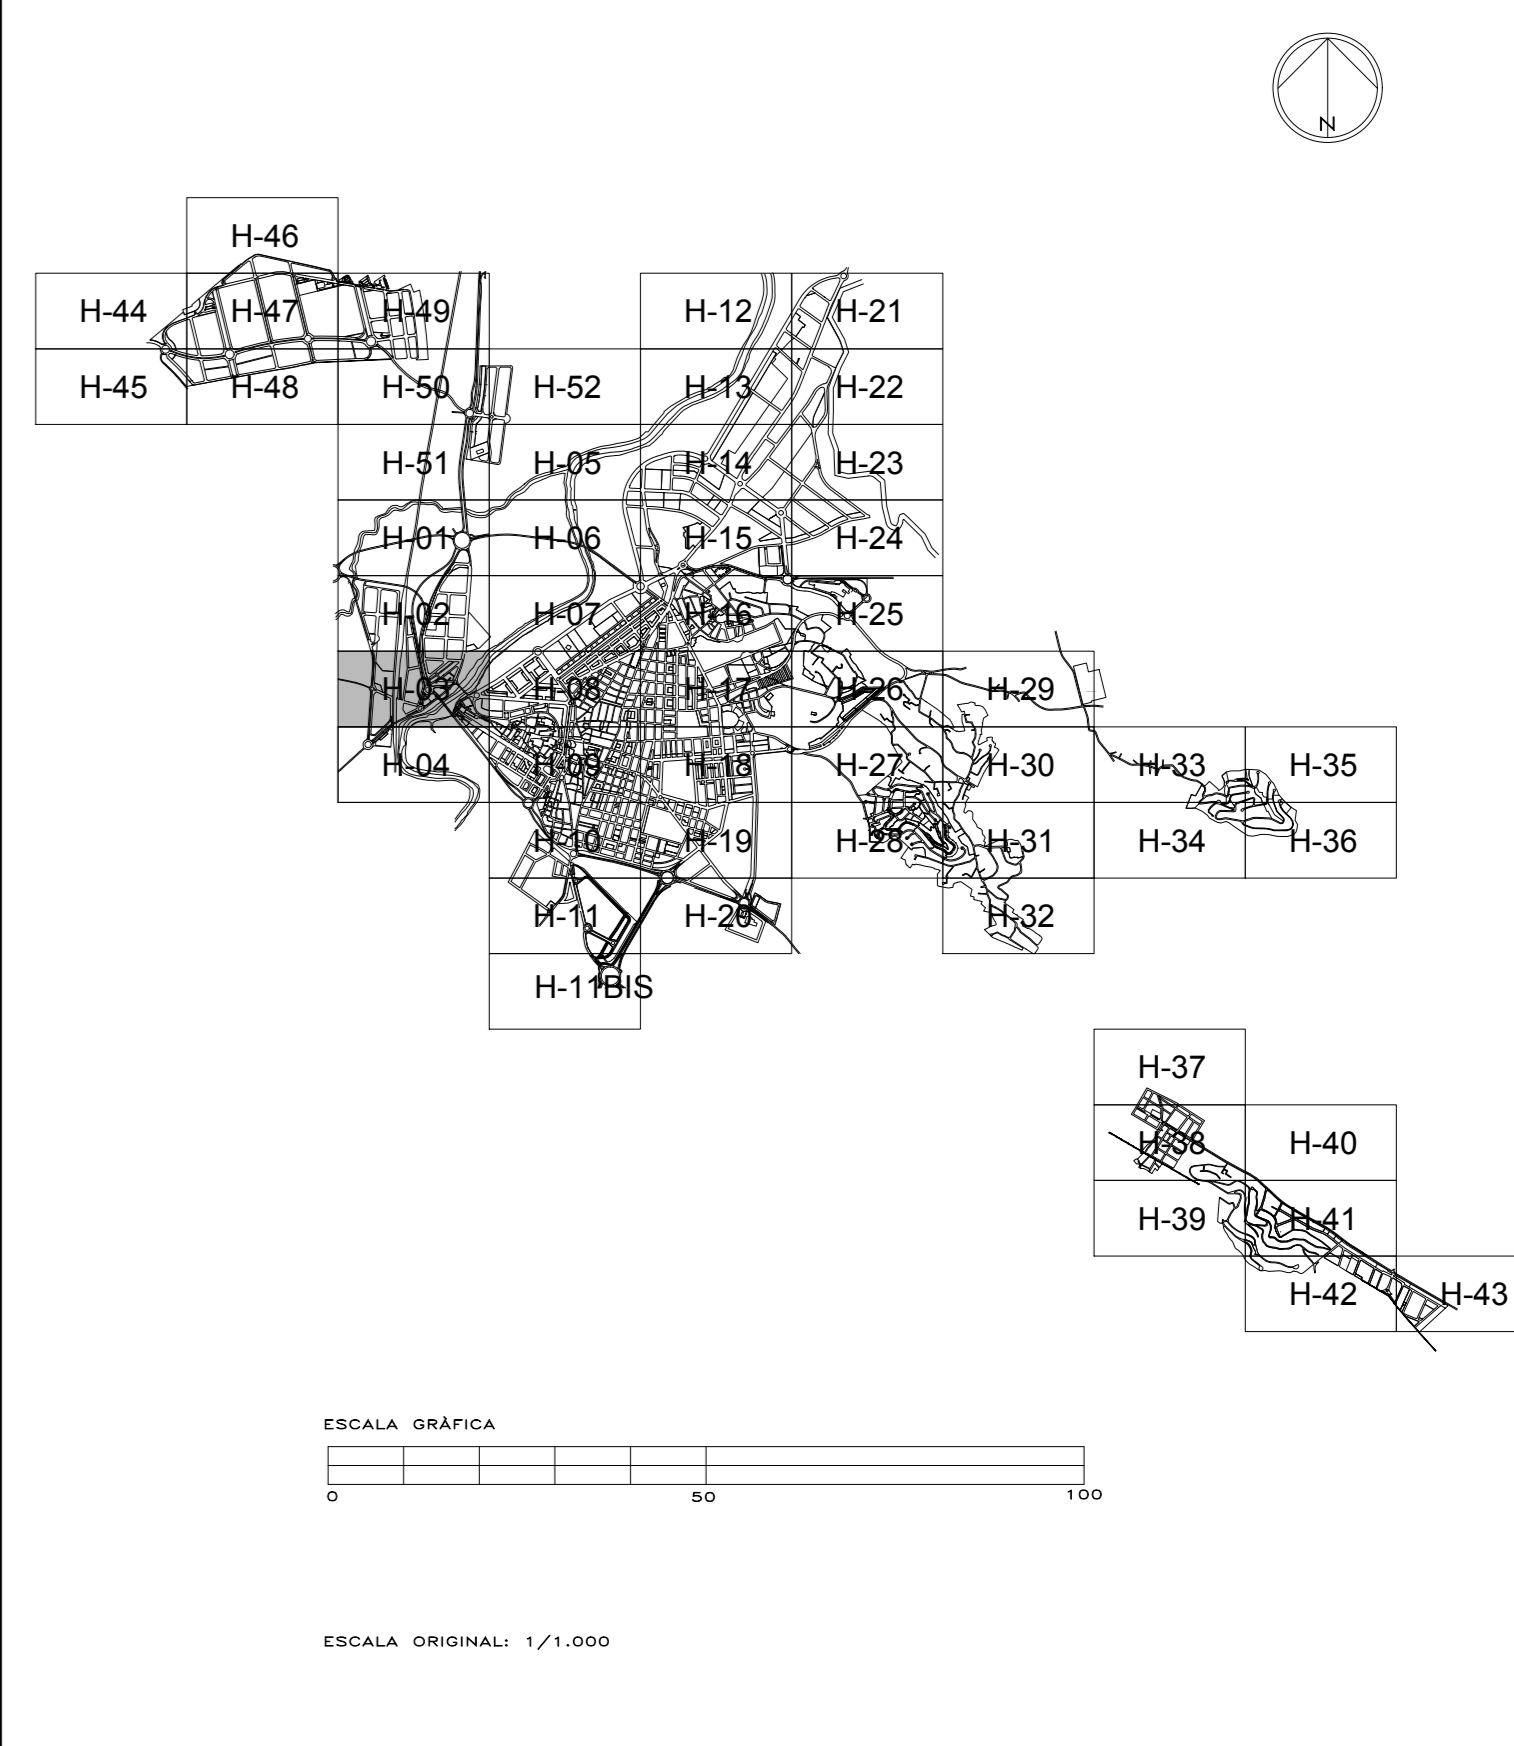 N
H-46
H-44 H-47 H-49 H-12 H-21
H-45 H-48 H-50 H-52 H-13 H-22
H-51 H-05 H-14 H-23
H-01 H-06 H-15 H-24
H-02 H-07 H-16 H-25
H-03 H-08 H-17 H-26 H-29
H-04 H-09 H-18 H-27 H-30 H-33 H-35
H-10 H-19 H-28 H-31 H-34 H-36
H-11 H-20 H-32
H-11BIS
H-37
H-38 H-40
H-39 H-41
H-42 H-43
ESCALA GRÀFICA
0 50 100
ESCALA ORIGINAL: 1/1.000